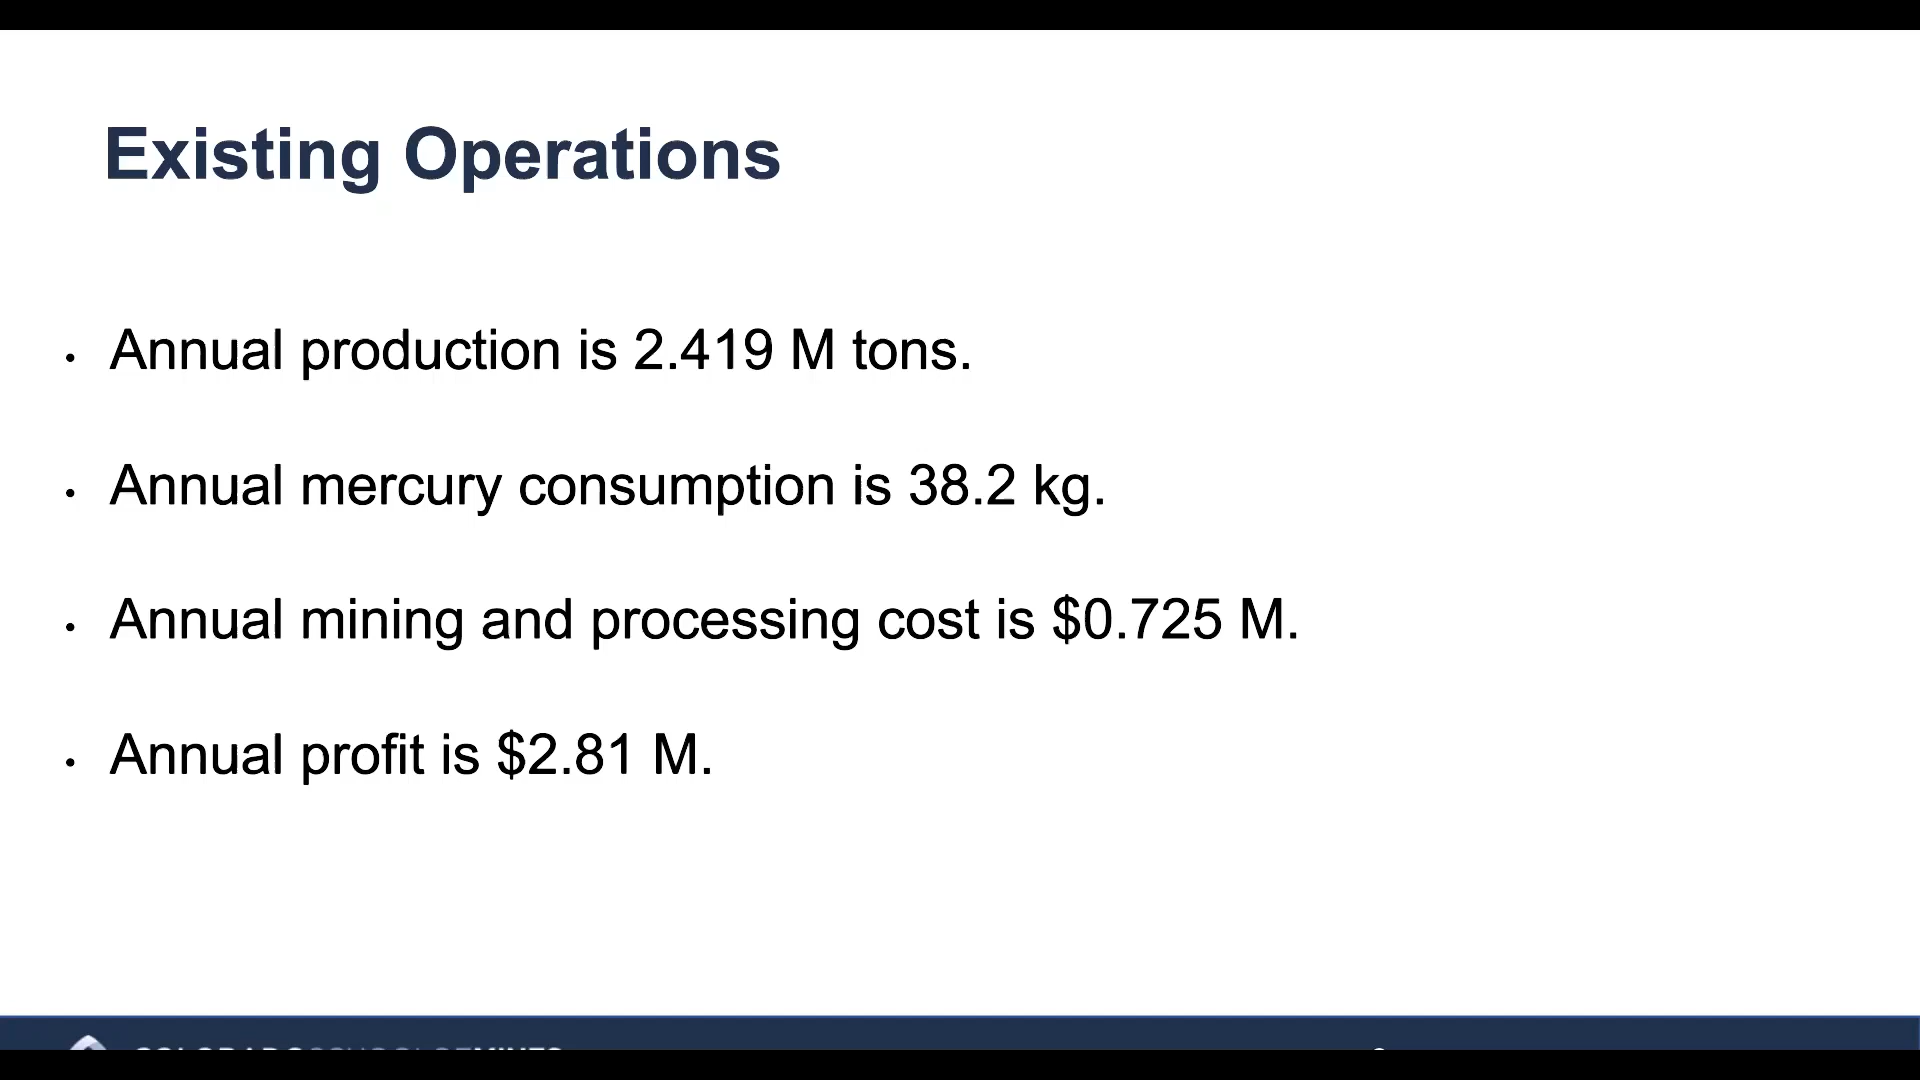 Existing Operations
• Annual production is 2.419 M tons.
• Annual mercury consumption is 38.2 kg.
• Annual mining and processing cost is $0.725 M.
• Annual profit is $2.81 M.
COLORADOSCHOOLOFMINES